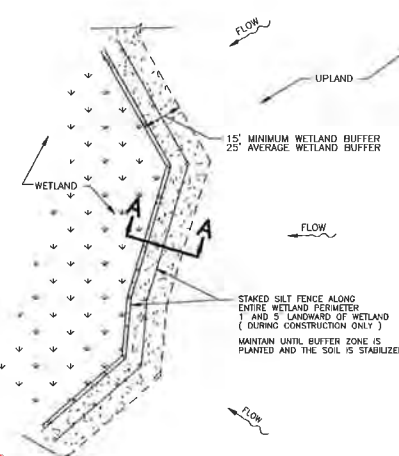 FLOW
UPLAND
15' MINIMUM WETLAND BUFFER
25' AVERAGE WETLAND BUFFER
WETLAND
A
A
FLOW
STAKED SILT FENCE ALONG
ENTIRE WETLAND PERIMETER
1' AND 5' LANDWARD OF WETLAND
( DURING CONSTRUCTION ONLY )
MAINTAIN UNTIL BUFFER ZONE IS
PLANTED AND THE SOIL IS STABILIZE
FLOW